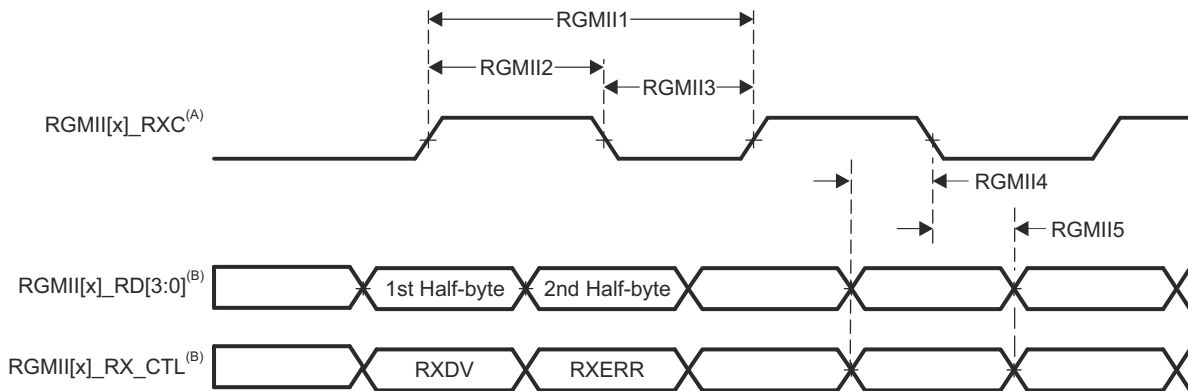 RGMII1
RGMII2
RGMII3
RGMII[x]_RXC(A)
RGMII4
RGMII5
RGMII[x]_RD[3:0](B)
1st Half-byte
2nd Half-byte
RGMII[x]_RX_CTL(B)
RXDV
RXERR